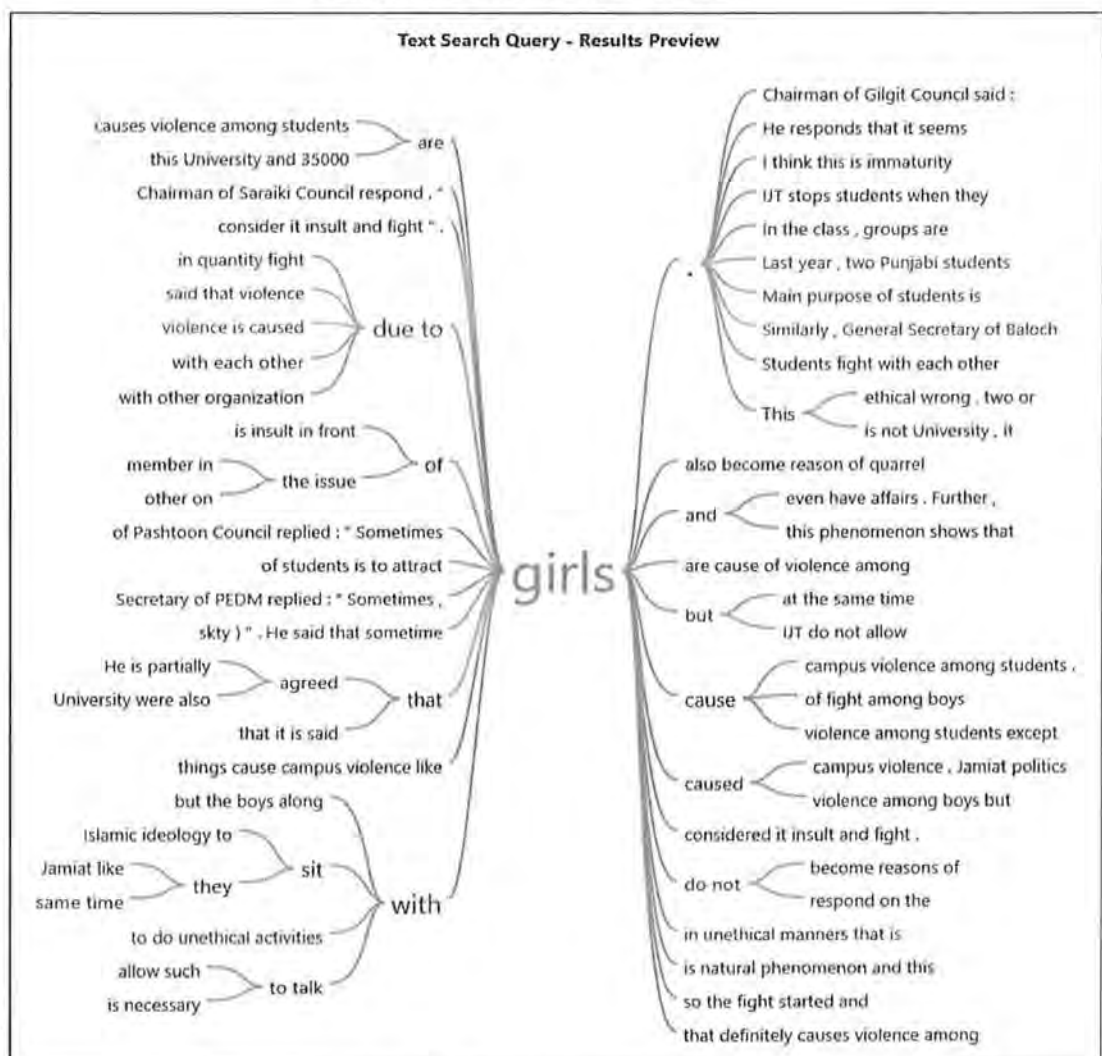 Text Search Query - Results Preview
causes violence among students
this University and 35000
are
Chairman of Saraiki Council respond , "
consider it insult and fight " .
in quantity fight
said that violence
violence is caused
with each other
with other organization
due to
is insult in front
member in
other on
the issue
of
of Pashtoon Council replied : " Sometimes
of students is to attract
Secretary of PEDM replied : " Sometimes ,
skty ) " . He said that sometime
He is partially
University were also
agreed
that it is said
that
things cause campus violence like
but the boys along
Islamic ideology to
Jamiat like
same time
they
sit
to do unethical activities
allow such
is necessary
to talk
with
girls
.
Chairman of Gilgit Council said :
He responds that it seems
I think this is immaturity
IJT stops students when they
In the class , groups are
Last year , two Punjabi students
Main purpose of students is
Similarly , General Secretary of Baloch
Students fight with each other
This
ethical wrong , two or
is not University , it
also become reason of quarrel
and
even have affairs . Further ,
this phenomenon shows that
are cause of violence among
but
at the same time
IJT do not allow
cause
campus violence among students .
of fight among boys
violence among students except
caused
campus violence , Jamiat politics
violence among boys but
considered it insult and fight .
do not
become reasons of
respond on the
in unethical manners that is
is natural phenomenon and this
so the fight started and
that definitely causes violence among